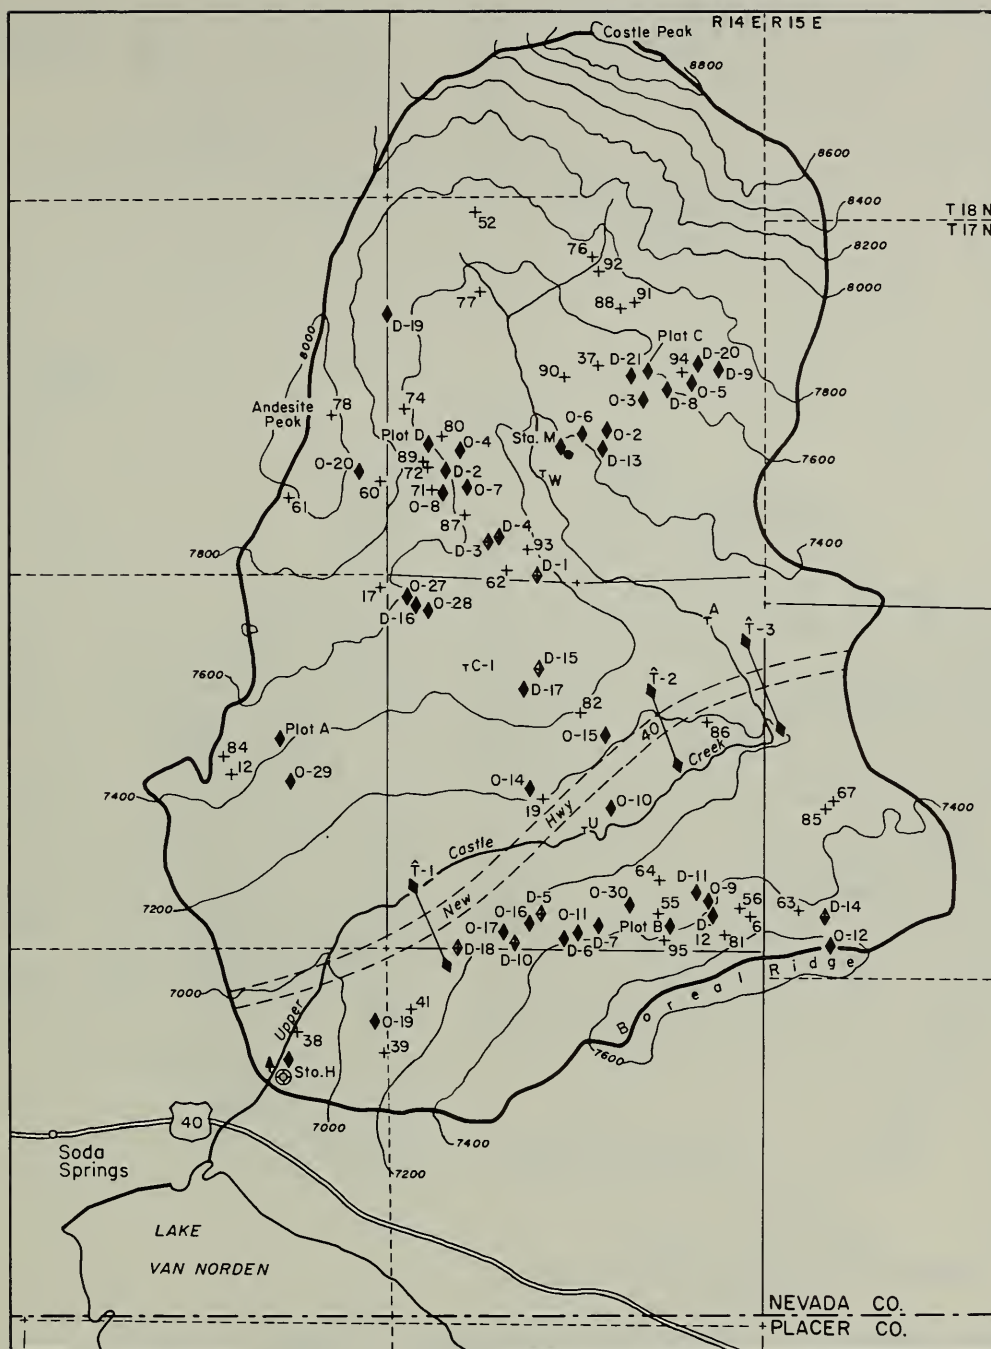 R 14 E R 15 E
Castle Peak
8800
8600
8400
T 18 N
T 17 N
8200
8000
52
76
92
77
88
91
D-19
8000
Plot C
D-21
94
D-20
37
D-9
90
O-5
7800
O-3
D-8
Andesite
Peak
78
74
Plot D
80
O-6
O-2
O-4
Sta. M
89
72
D-2
D-13
7600
O-20
60
71
O-7
W
61
O-8
87
D-4
D-3
93
7400
7800
62
D-1
17
O-27
O-28
D-16
A
T-3
D-15
C-1
T-2
7600
D-17
82
Plot A
40
86
84
O-15
12
Creek
O-29
O-14
7400
19
Hwy
O-10
67
85
7400
U
Castle
T-1
64
D-11
O-9
New
O-30
D-5
56
63
7200
O-16
O-11
55
D-14
O-17
Plot B
D-
6
D-18
D-10
D-6
D-7
95
12
81
O-12
7000
Boreal Ridge
Upper
41
O-19
38
39
7600
Sta. H
7000
7400
40
7200
Soda
Springs
LAKE
VAN NORDEN
NEVADA CO.
PLACER CO.